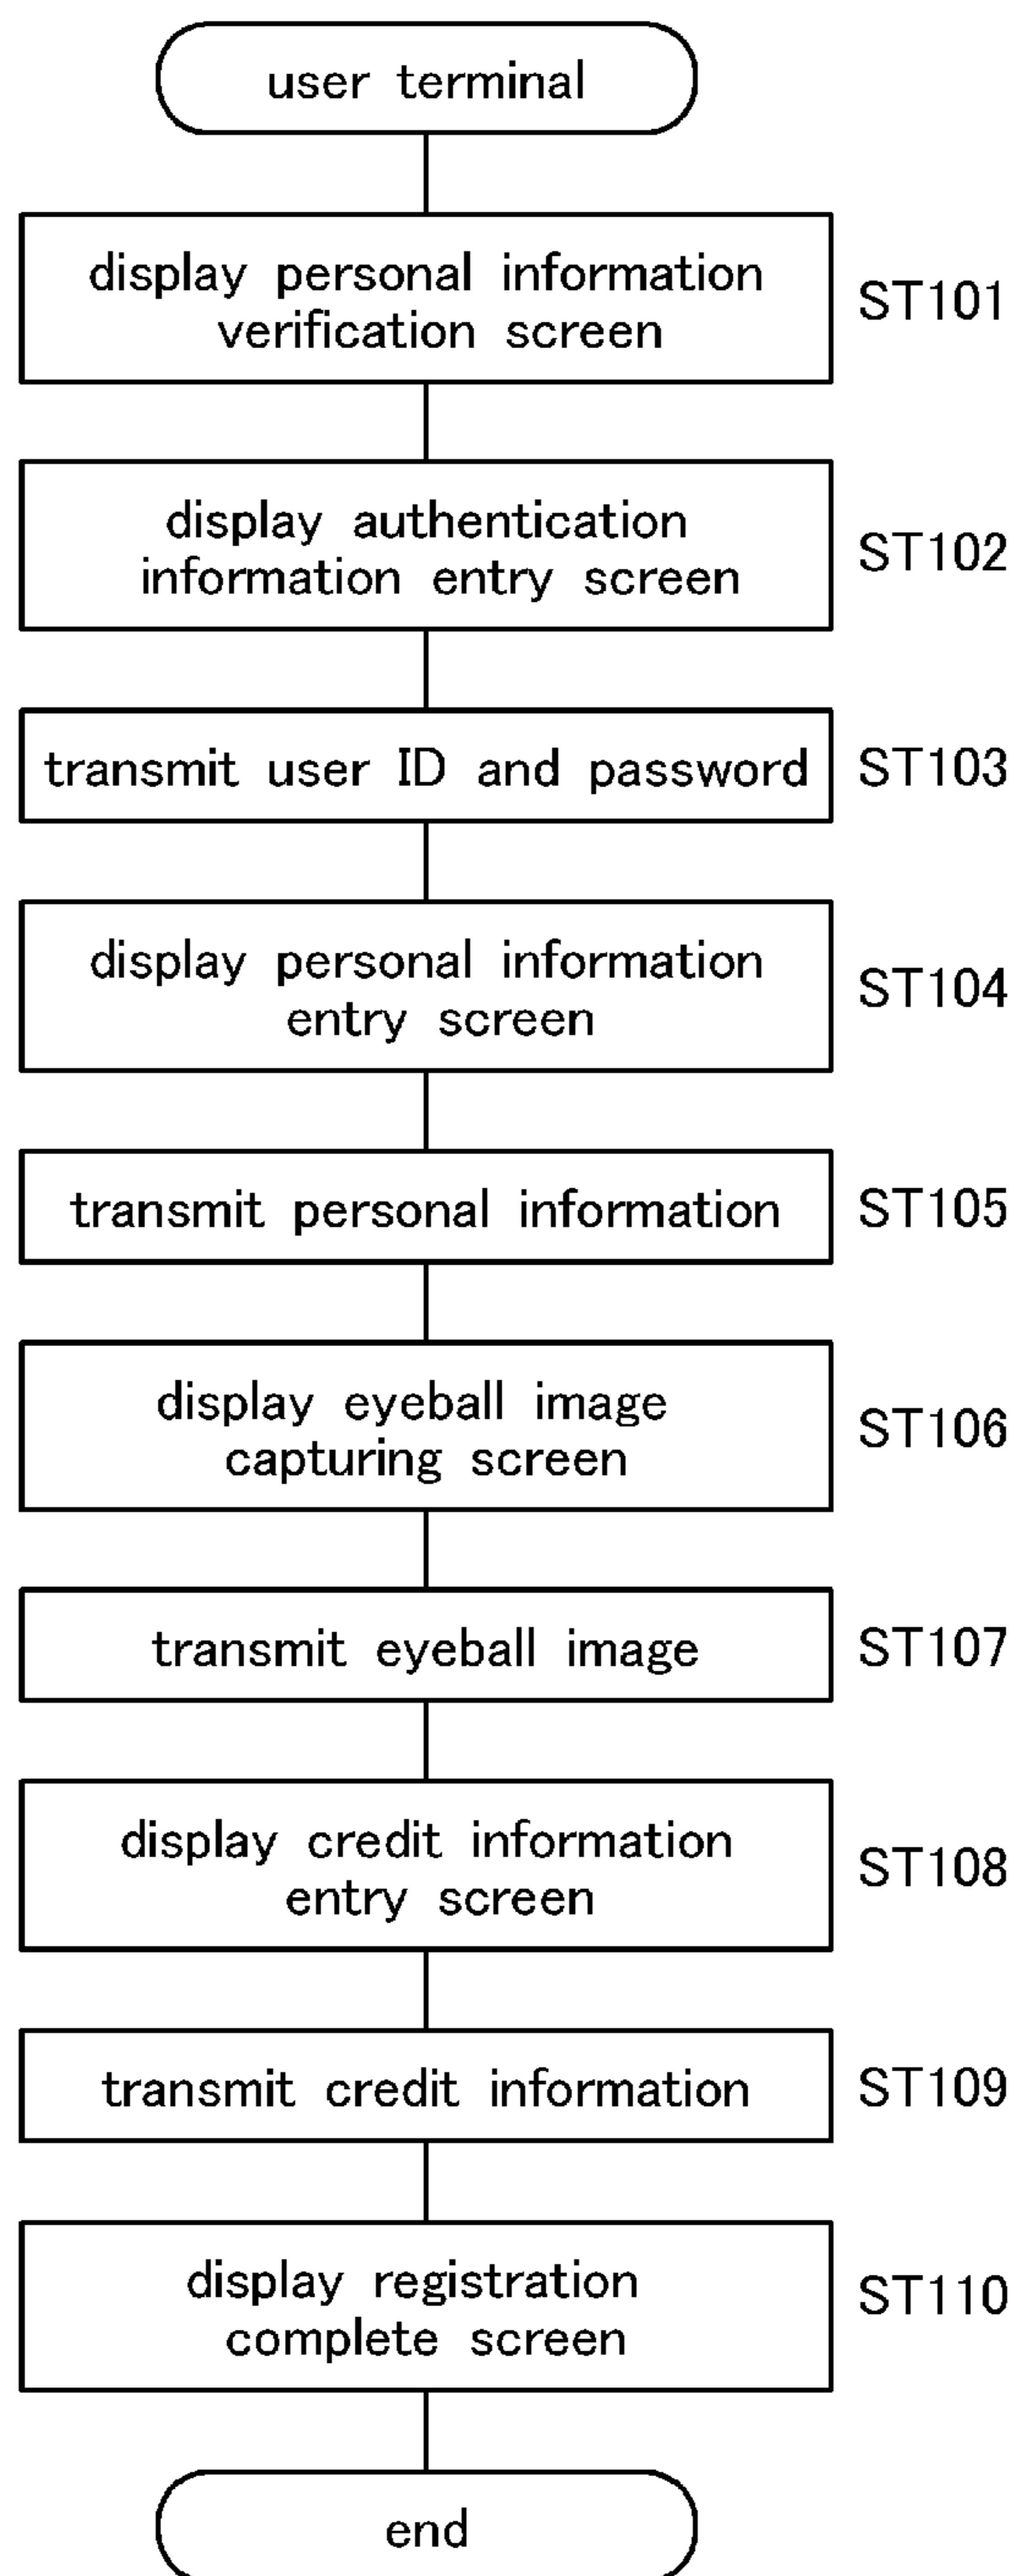 user terminal
display personal information
verification screen
ST101
display authentication
information entry screen
ST102
transmit user ID and password
ST103
display personal information
entry screen
ST104
transmit personal information
ST105
display eyeball image
capturing screen
ST106
transmit eyeball image
ST107
display credit information
entry screen
ST108
transmit credit information
ST109
display registration
complete screen
ST110
end